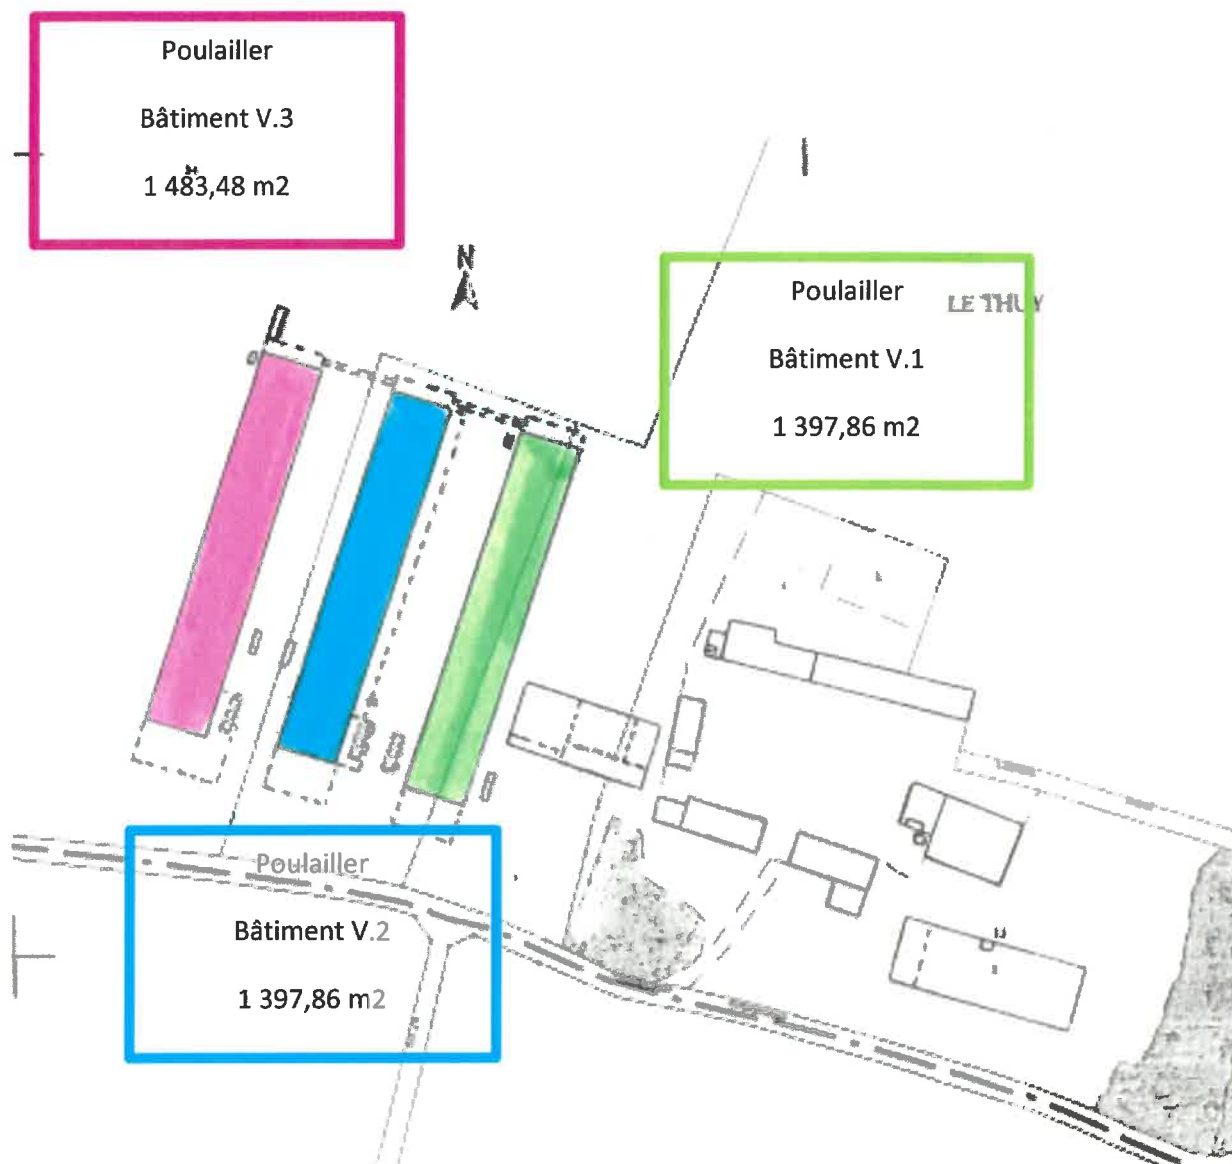 Poulailler
Bâtiment V.3
1 483,48 m2
N
Poulailler
LE THUY
Bâtiment V.1
1 397,86 m2
Poulailler
Bâtiment V.2
1 397,86 m2